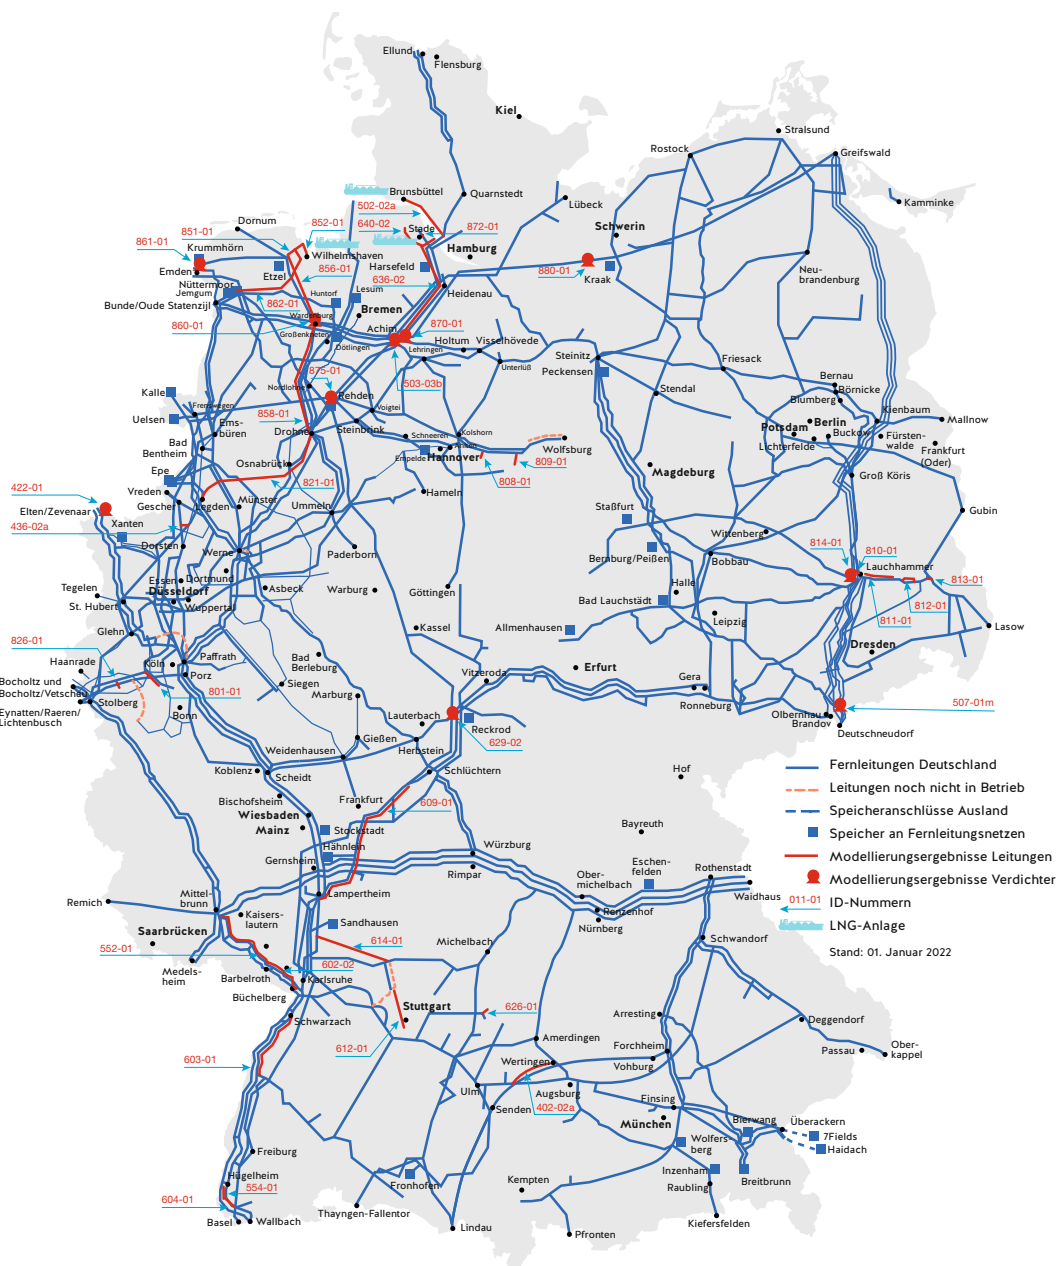 Ellund
Flensburg
Kiel
Stralsund
Rostock
Greifswald
Brunsbüttel
Quarnstedt
502-02a
Lübeck
Kamminke
Dornum
852-01
640-02
Stade
872-01
Schwerin
851-01
861-01
Krummhörn
Wilhelmshaven
Hamburg
Emden
Etzel
856-01
Harsefeld
636-02
880-01
Kraak
Neu-
brandenburg
Nüttermoor
Jemgum
Huntorf
Lesum
Heidenau
Bunde/Oude Statenzijl
862-01
Bremen
Wardenburg
860-01
Großenkneten
Achim
870-01
Dötlingen
Lehringen
Holtum
Visselhövede
Unterlüß
Steinitz
Peckensen
Friesack
875-01
503-03b
Nordlohne
Rehden
Stendal
Bernau
Börnicke
Blumberg
Kalle
Frenswegen
Voigtei
Uelsen
858-01
Ems-
büren
Drohne
Steinbrink
Schneeren
Kolshorn
Ahlten
Empelde
Hannover
Wolfsburg
Kienbaum
Mallnow
Potsdam
Berlin
Buckow
Lichterfelde
Fürsten-
walde
Frankfurt
(Oder)
Bad
Bentheim
Osnabrück
809-01
808-01
Magdeburg
Groß Köris
Epe
821-01
Vreden
Gescher
Legden
Münster
Ummeln
Hameln
422-01
Elten/Zevenaar
Staßfurt
Gubin
436-02a
Xanten
Dorsten
Werne
Paderborn
Wittenberg
814-01
810-01
Bernburg/Peißen
Bobbau
Lauchhammer
Essen
Dortmund
Düsseldorf
Wuppertal
Asbeck
Warburg
Göttingen
Tegelen
St. Hubert
Halle
Bad Lauchstädt
813-01
812-01
811-01
Leipzig
Glehn
Kassel
Allmenhausen
Lasow
826-01
Dresden
Haanrade
Köln
Paffrath
Porz
Bad
Berleburg
Vitzeroda
Erfurt
Gera
Ronneburg
Bocholtz und
Bocholtz/Vetschau
Siegen
Marburg
801-01
Stolberg
Eynatten/Raeren/
Lichtenbusch
Bonn
Lauterbach
Reckrod
507-01m
Olbernhau
Brandov
Deutschneudorf
Weidenhausen
Gießen
Herbstein
629-02
Koblenz
Scheidt
Schlüchtern
Hof
Bischofsheim
Frankfurt
609-01
Wiesbaden
Mainz
Stockstadt
Bayreuth
Hähnlein
Gernsheim
Würzburg
Rimpar
Eschen-
felden
Rothenstadt
Ober-
michelbach
Waidhaus
Remich
Mittel-
brunn
Lampertheim
Renzenhof
Nürnberg
Kaisers-
lautern
Sandhausen
Saarbrücken
614-01
Michelbach
Schwandorf
552-01
602-02
Medels-
heim
Barbelroth
Karlsruhe
Büchelberg
Stuttgart
626-01
Schwarzach
Arresting
Deggendorf
612-01
Amerdingen
Forchheim
Vohburg
Passau
Ober-
kappel
603-01
Wertingen
Ulm
Augsburg
402-02a
Senden
Finsing
München
Bierwang
Überackern
7Fields
Haidach
Wolfers-
berg
Freiburg
Hügelheim
554-01
604-01
Fronhofen
Kempten
Inzenham
Raubling
Breitbrunn
Basel
Wallbach
Thayngen-Fallentor
Lindau
Pfronten
Kiefersfelden
Fernleitungen Deutschland
Leitungen noch nicht in Betrieb
Speicheranschlüsse Ausland
Speicher an Fernleitungsnetzen
Modellierungsergebnisse Leitungen
Modellierungsergebnisse Verdichter
011-01 ID-Nummern
LNG-Anlage
Stand: 01. Januar 2022